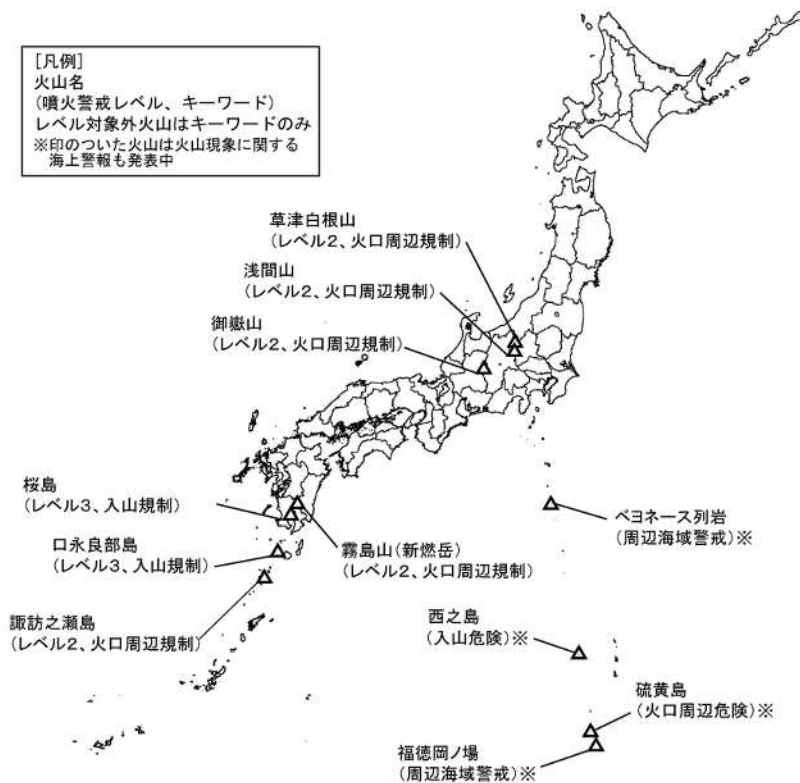 [凡例]
火山名
(噴火警戒レベル、キーワード)
レベル対象外火山はキーワードのみ
※印のついた火山は火山現象に関する
海上警報も発表中
草津白根山
(レベル2、火口周辺規制)
浅間山
(レベル2、火口周辺規制)
御嶽山
(レベル2、火口周辺規制)
桜島
(レベル3、入山規制)
口永良部島
(レベル3、入山規制)
諏訪之瀬島
(レベル2、火口周辺規制)
霧島山(新燃岳)
(レベル2、火口周辺規制)
ベヨネース列岩
(周辺海域警戒)※
西之島
(入山危険)※
硫黄島
(火口周辺危険)※
福徳岡ノ場
(周辺海域警戒)※